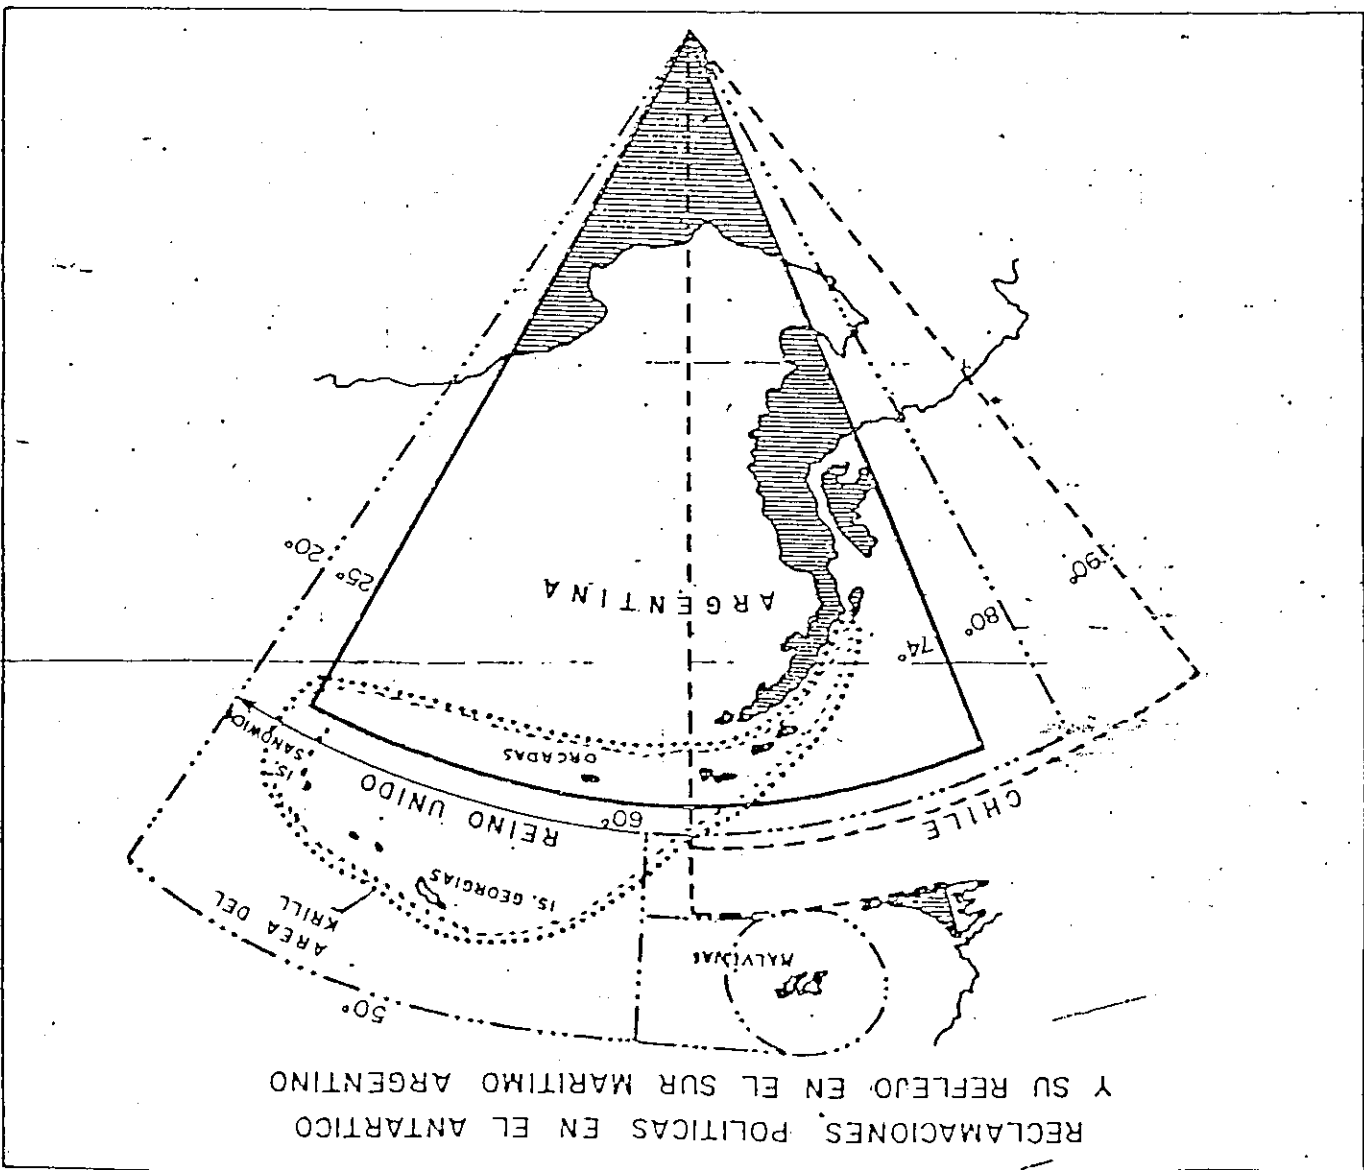 RECLAMACIONES POLITICAS EN EL ANTARTICO
Y SU REFLEJO EN EL SUR MARITIMO ARGENTINO
50°
MALVINAS
AREA DEL
KRILL
IS. GEORGIAS
CHILE
60°
REINO UNIDO
IS.
SANDWICH
ORCADAS
74°
80°
90°
ARGENTINA
25°
20°